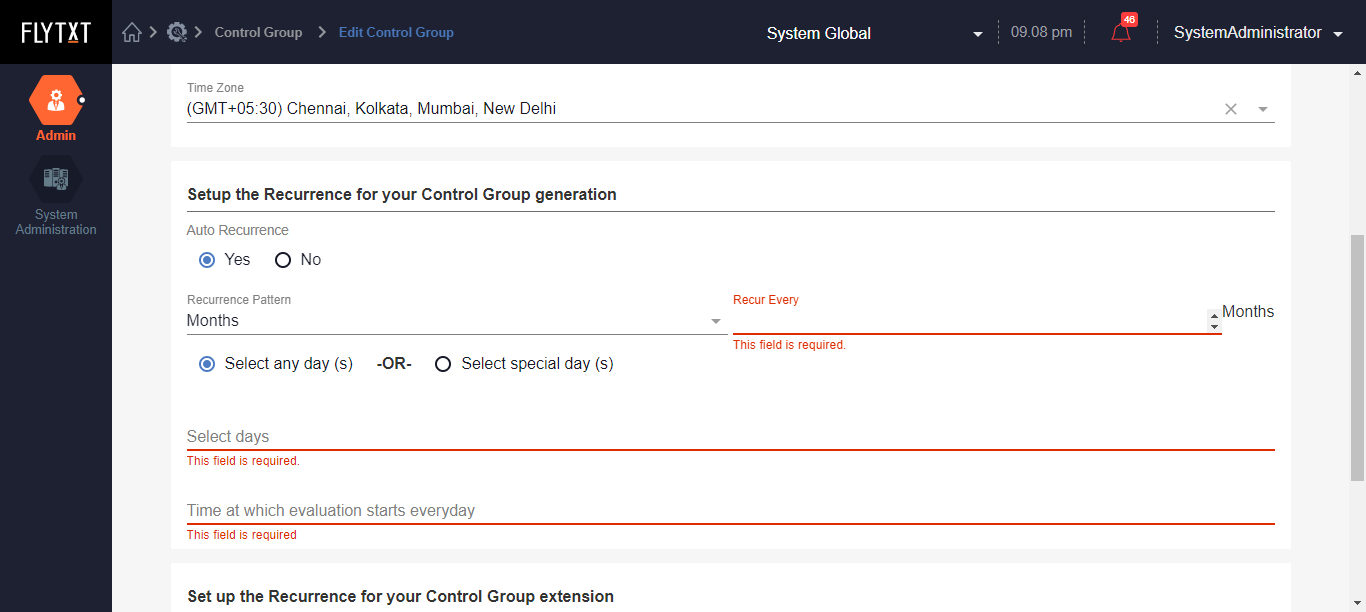 FLYTXT
Control Group
Edit Control Group
System Global
09.08 pm
46
SystemAdministrator
Admin
System
Administration
Time Zone
(GMT+05:30) Chennai, Kolkata, Mumbai, New Delhi
Setup the Recurrence for your Control Group generation
Auto Recurrence
Yes No
Recurrence Pattern
Months
Recur Every
Months
This field is required.
Select any day (s) -OR- Select special day (s)
Select days
This field is required.
Time at which evaluation starts everyday
This field is required
Set up the Recurrence for your Control Group extension